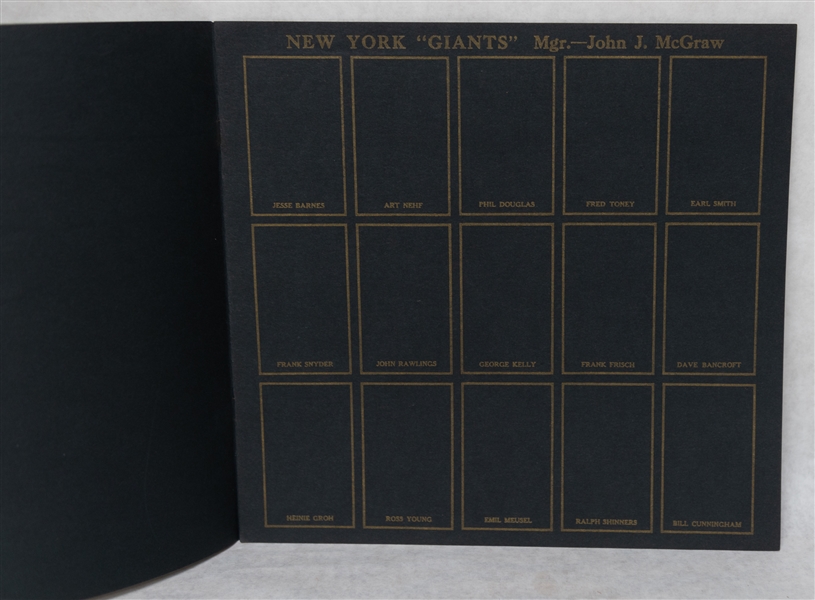 NEW YORK "GIANTS" Mgr.—John J. McGraw
JESSE BARNES
ART NEHF
PHIL DOUGLAS
FRED TONEY
EARL SMITH
FRANK SNYDER
JOHN RAWLINGS
GEORGE KELLY
FRANK FRISCH
DAVE BANCROFT
HEINIE GROH
ROSS YOUNG
EMIL MEUSEL
RALPH SHINNERS
BILL CUNNINGHAM